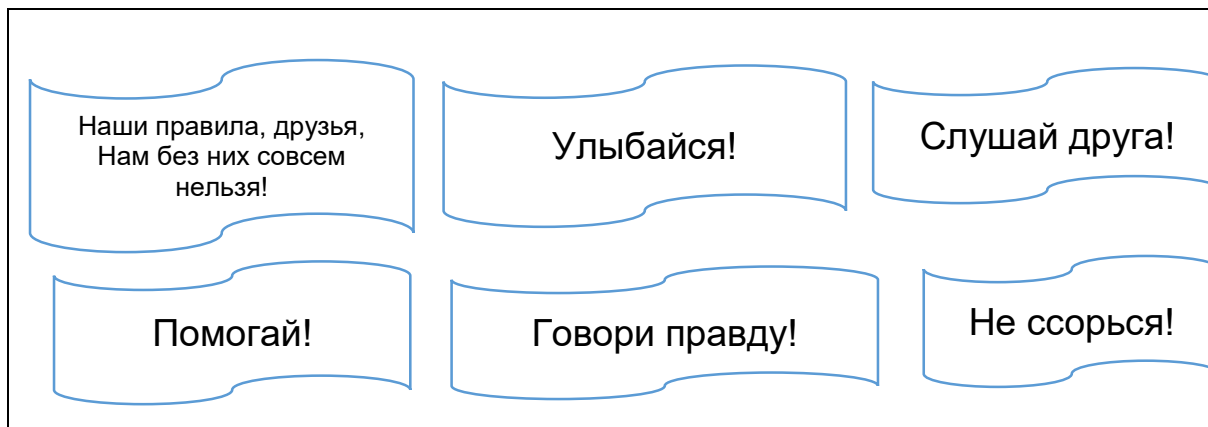 Наши правила, друзья,
Нам без них совсем
нельзя!
Улыбайся!
Слушай друга!
Помогай!
Говори правду!
Не ссорься!